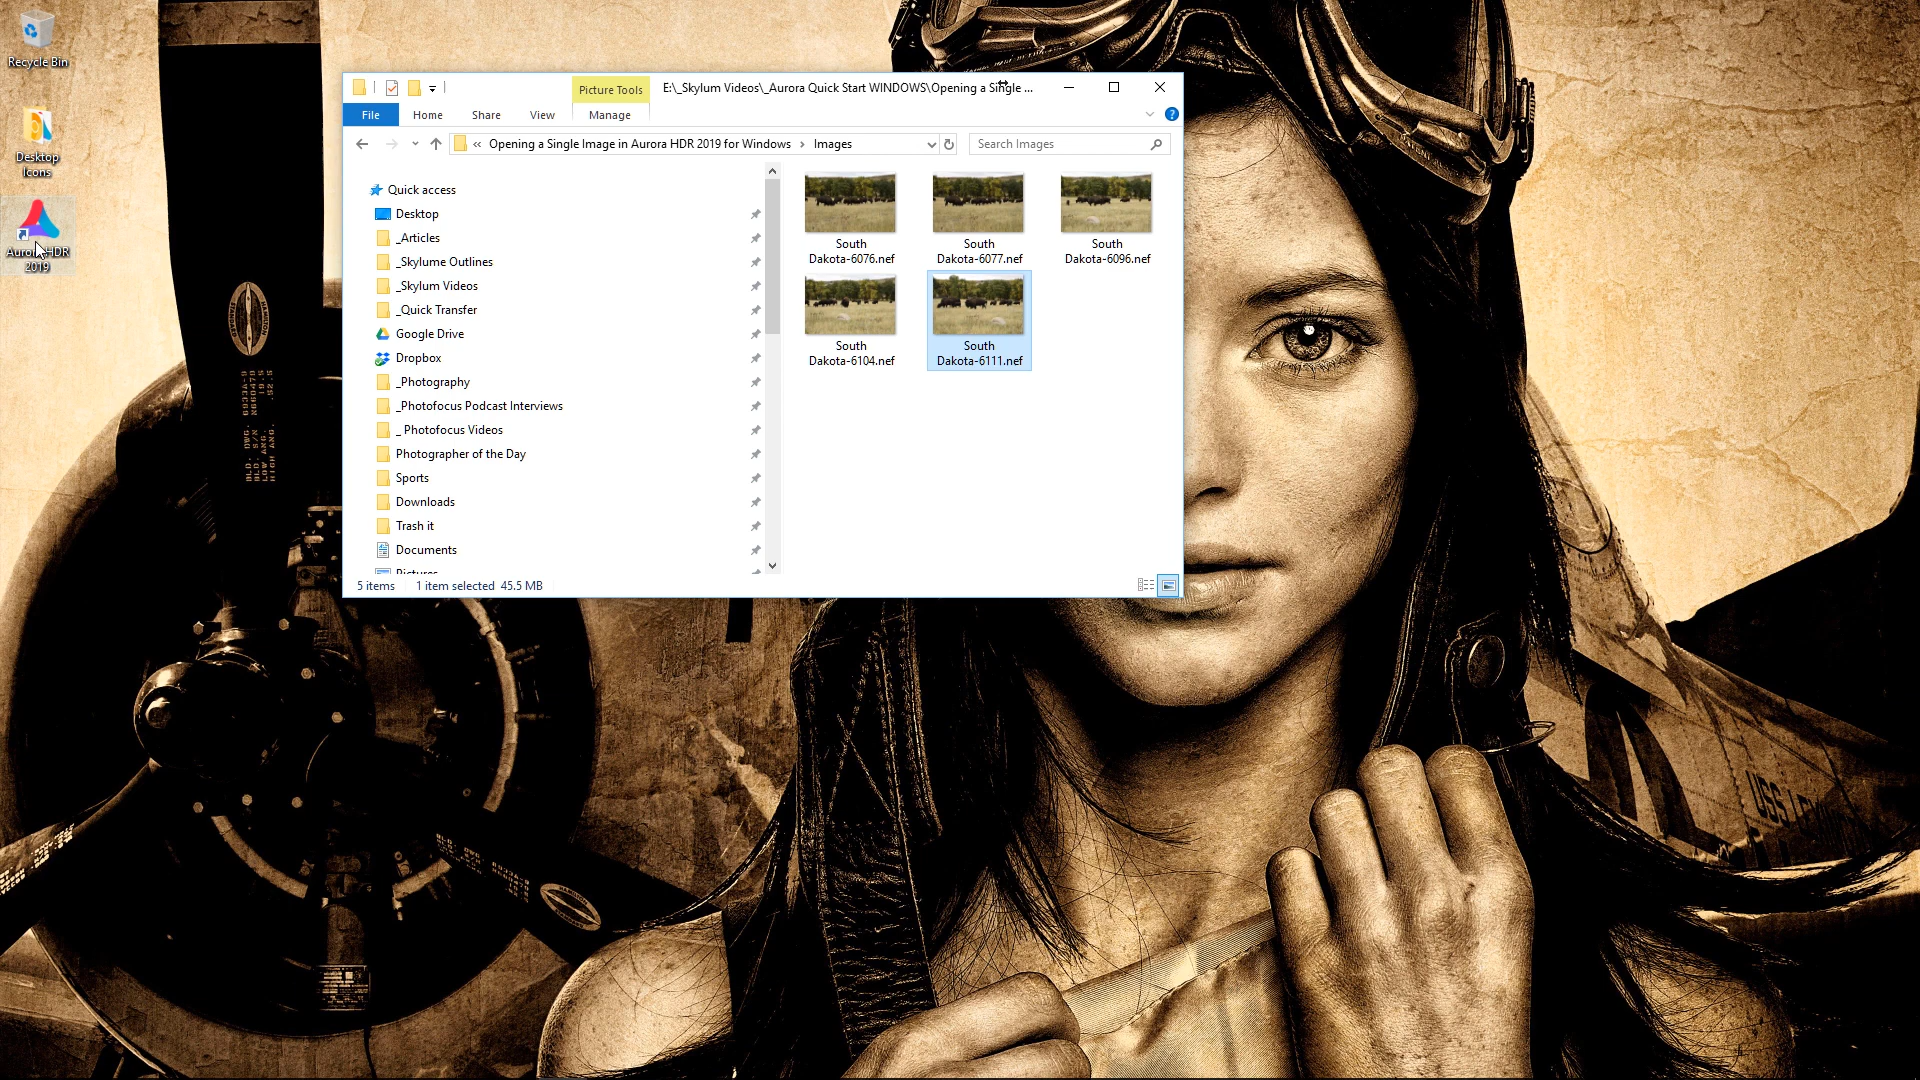 Recycle Bin
Desktop
Icons
Aurora HDR
2019
Picture Tools
E:\_Skylum Videos\_Aurora Quick Start WINDOWS\Opening a Single ...
File
Home
Share
View
Manage
«
Opening a Single Image in Aurora HDR 2019 for Windows > Images
Search Images
Quick access
Desktop
_Articles
_Skylume Outlines
_Skylum Videos
_Quick Transfer
Google Drive
Dropbox
_Photography
_Photofocus Podcast Interviews
_ Photofocus Videos
Photographer of the Day
Sports
Downloads
Trash it
Documents
Pictures
South
Dakota-6076.nef
South
Dakota-6077.nef
South
Dakota-6096.nef
South
Dakota-6104.nef
South
Dakota-6111.nef
5 items
1 item selected 45.5 MB